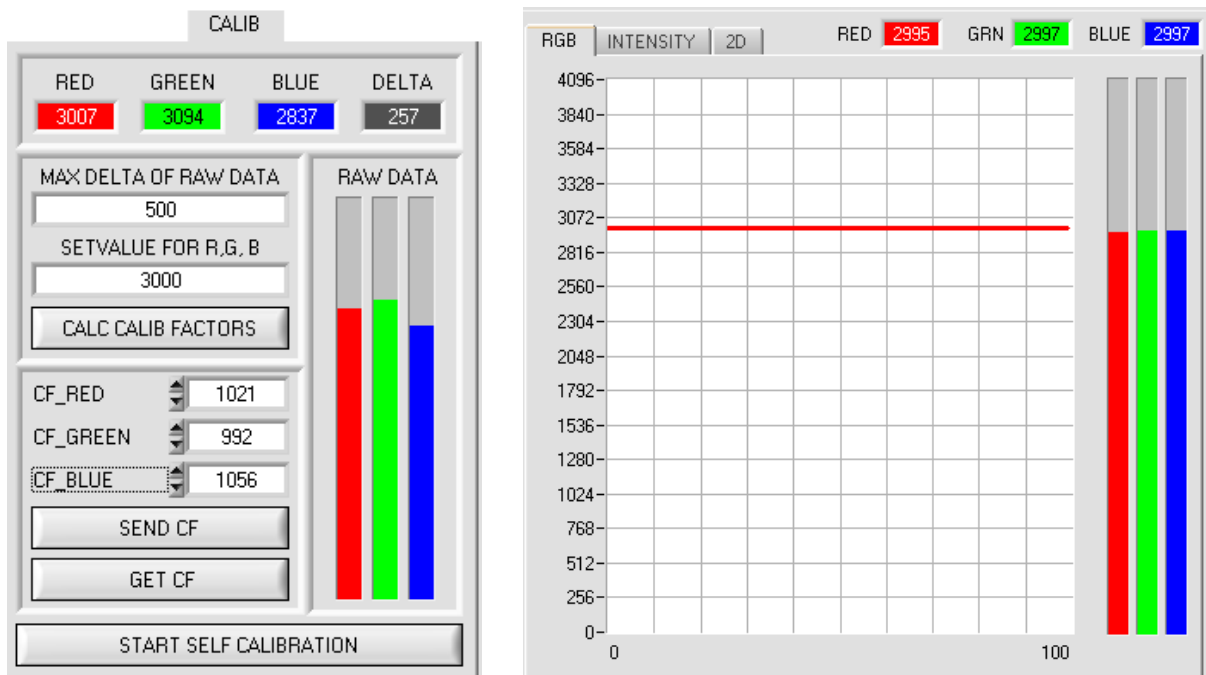 CALIB
RED GREEN BLUE DELTA
3007 3094 2837 257
MAX DELTA OF RAW DATA
500
SETVALUE FOR R,G, B
3000
CALC CALIB FACTORS
RAW DATA
CF_RED 1021
CF_GREEN 992
CF_BLUE 1056
SEND CF
GET CF
START SELF CALIBRATION
RGB INTENSITY 2D RED 2995 GRN 2997 BLUE 2997
4096
3840
3584
3328
3072
2816
2560
2304
2048
1792
1536
1280
1024
768
512
256
0
0 100